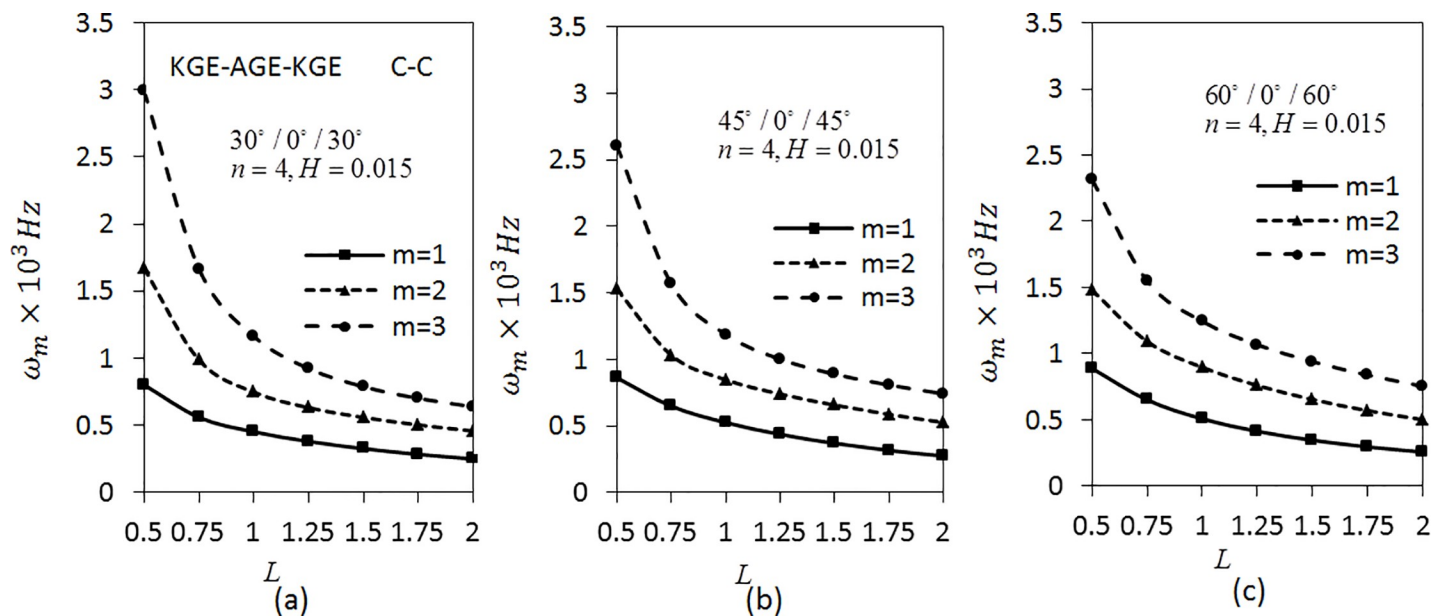 3.5
3
2.5
2
1.5
1
0.5
0
ω_m × 10³ Hz
KGE-AGE-KGE C-C
30° / 0° / 30°
n = 4, H = 0.015
m=1
m=2
m=3
0.5 0.75 1 1.25 1.5 1.75 2
L
(a)
3.5
3
2.5
2
1.5
1
0.5
0
ω_m × 10³ Hz
45° / 0° / 45°
n = 4, H = 0.015
m=1
m=2
m=3
0.5 0.75 1 1.25 1.5 1.75 2
L
(b)
3.5
3
2.5
2
1.5
1
0.5
0
ω_m × 10³ Hz
60° / 0° / 60°
n = 4, H = 0.015
m=1
m=2
m=3
0.5 0.75 1 1.25 1.5 1.75 2
L
(c)